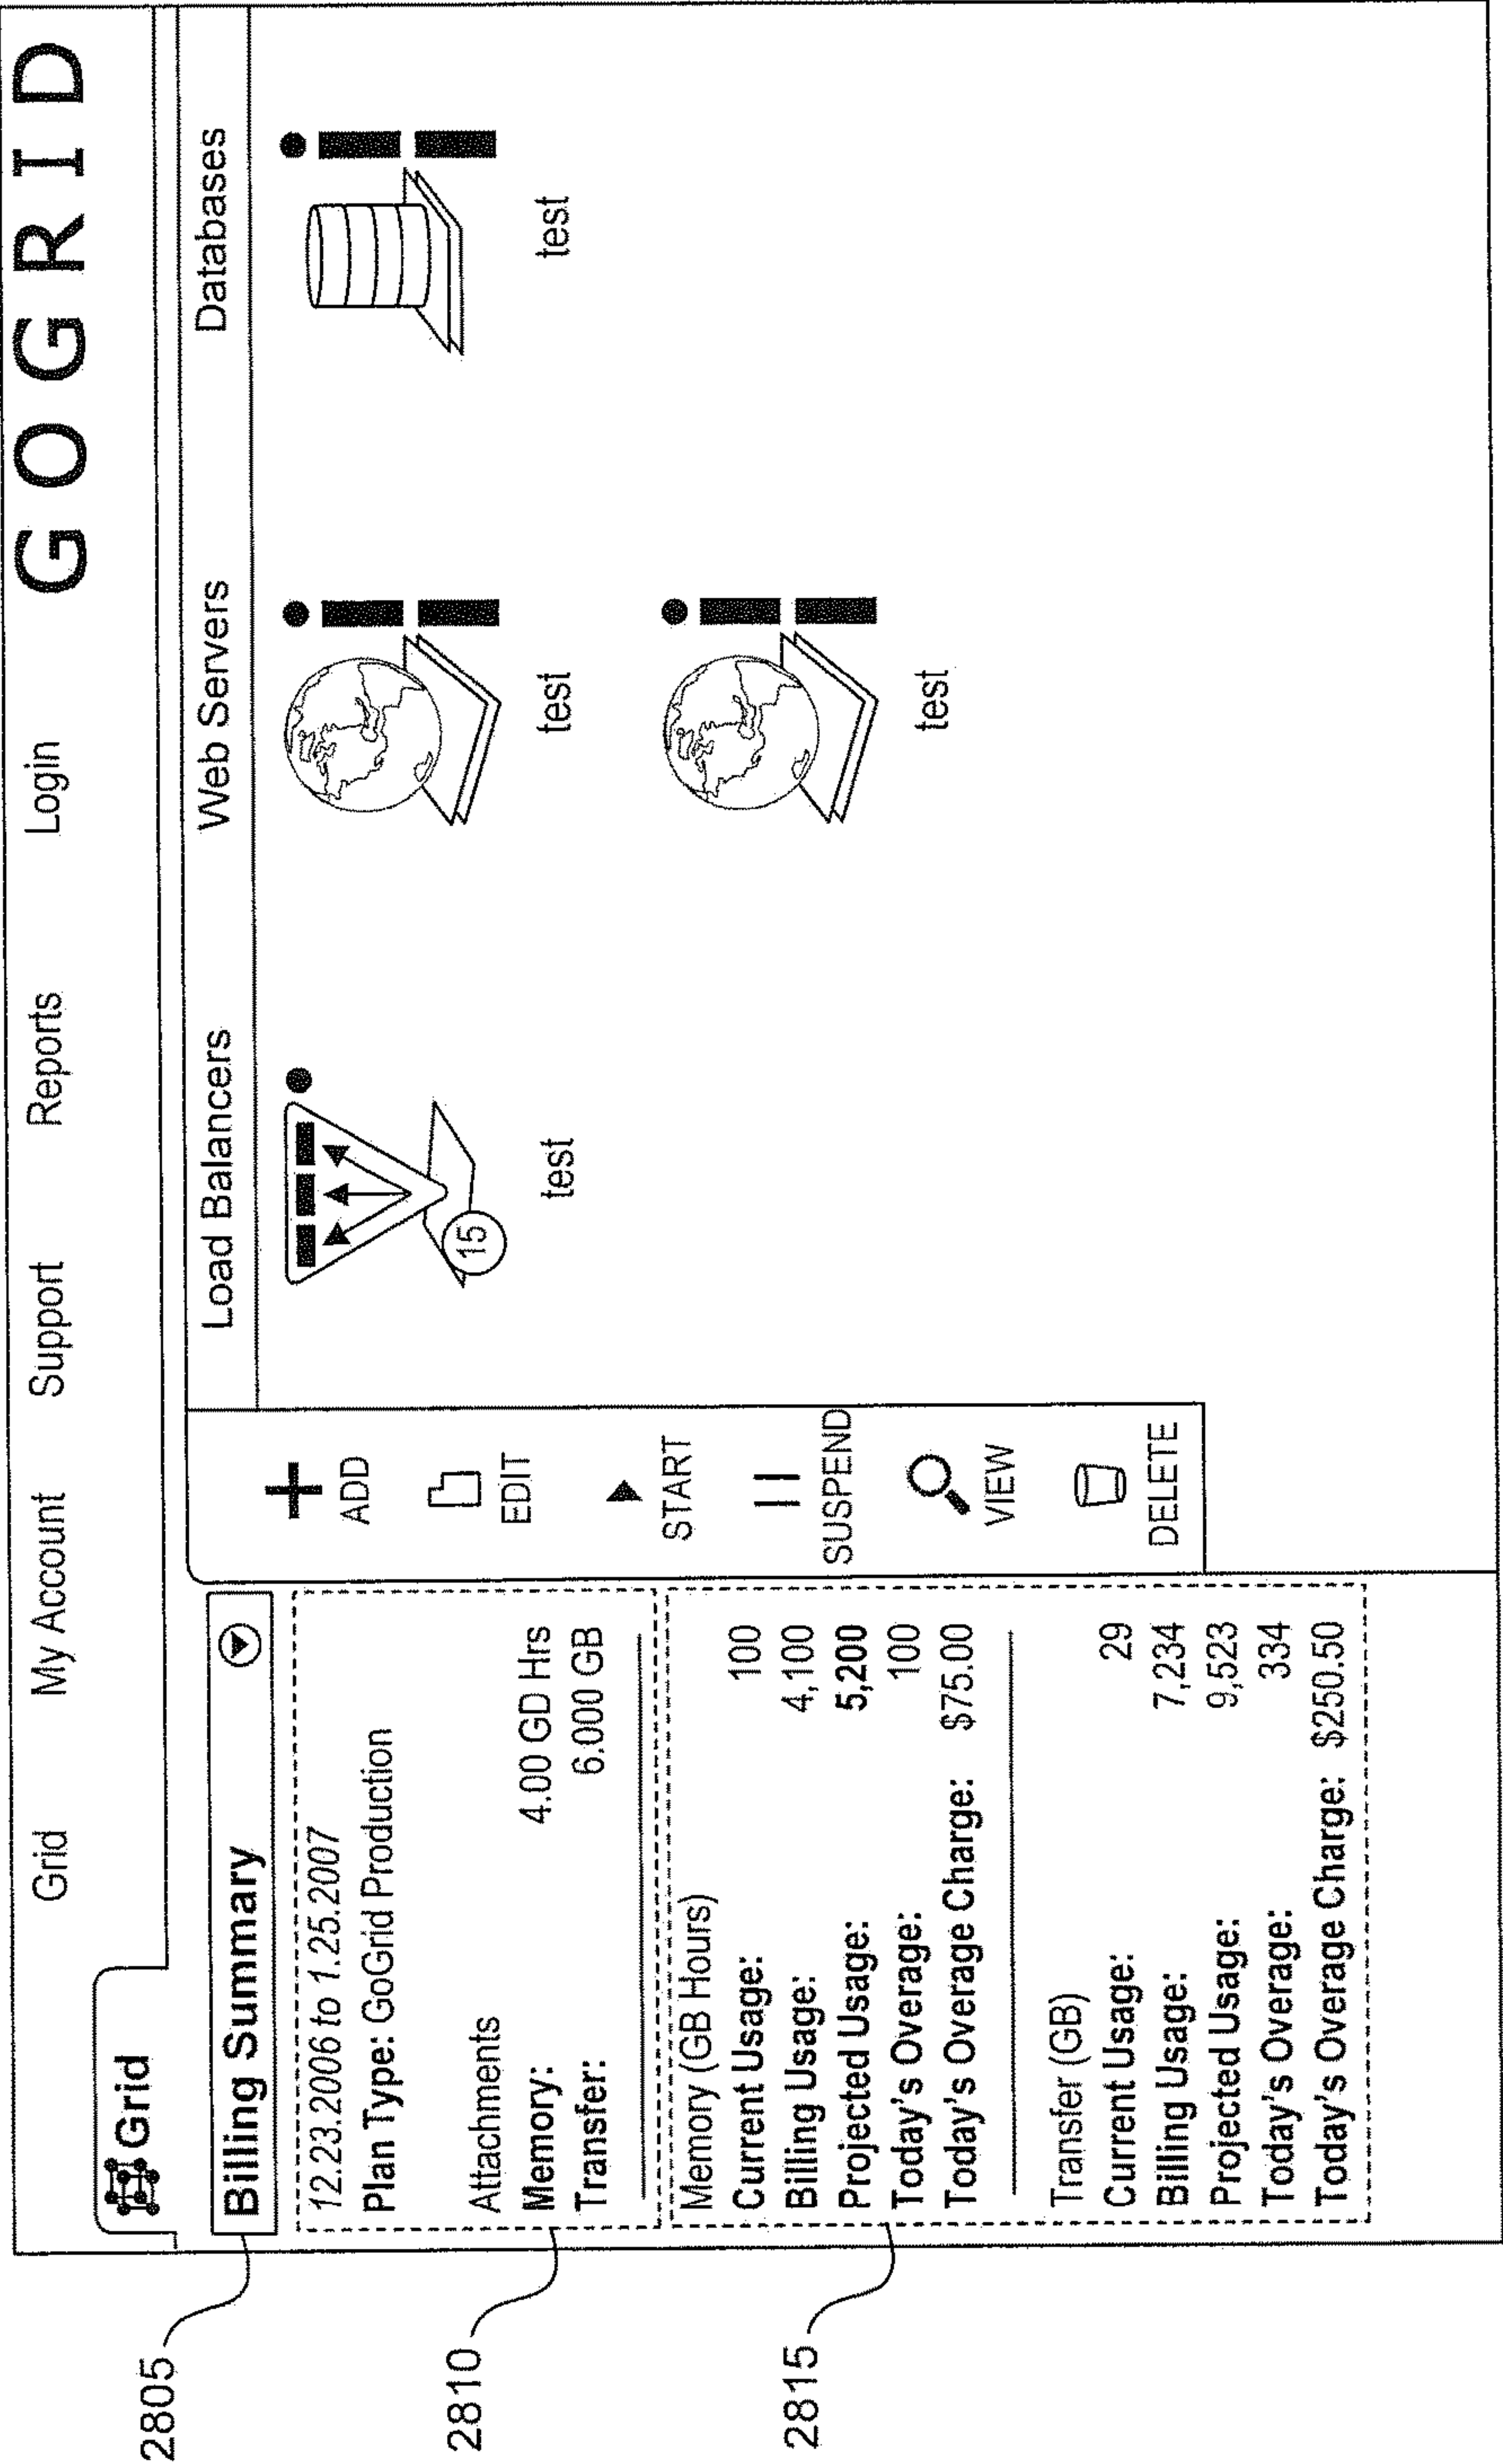 Grid My Account Support Reports Login GOGRID
Grid
Billing Summary
12.23.2006 to 1.25.2007
Plan Type: GoGrid Production
Attachments
Memory: 4.00 GD Hrs
Transfer: 6.000 GB
Memory (GB Hours)
Current Usage: 100
Billing Usage: 4,100
Projected Usage: 5,200
Today's Overage: 100
Today's Overage Charge: $75.00
Transfer (GB)
Current Usage: 29
Billing Usage: 7,234
Projected Usage: 9,523
Today's Overage: 334
Today's Overage Charge: $250.50
ADD
EDIT
START
SUSPEND
VIEW
DELETE
Load Balancers Web Servers Databases
15
test test test
test
2805
2810
2815